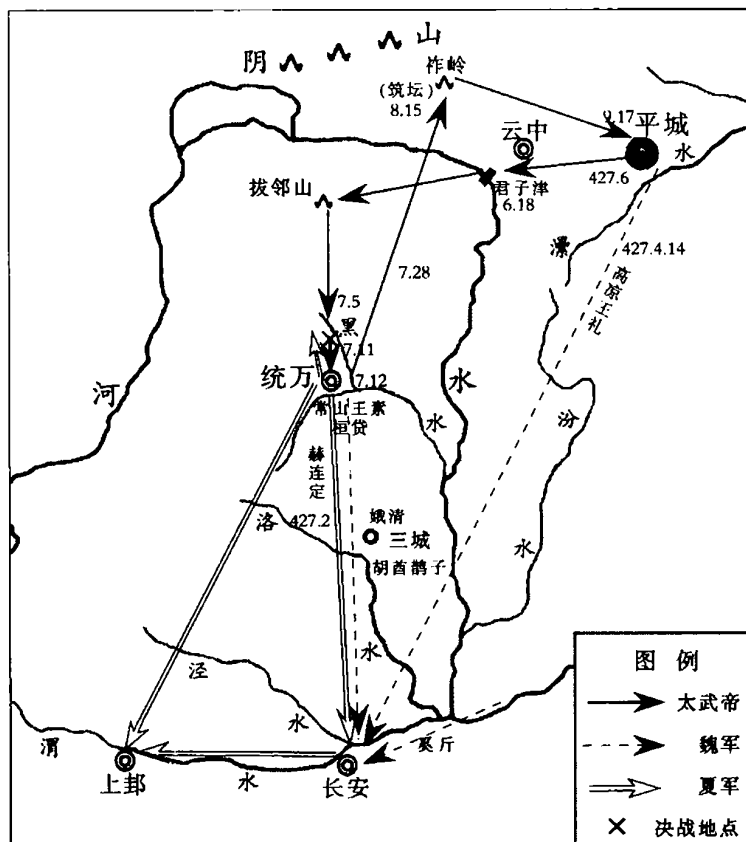 阴山
祚岭
(筑坛)
8.15
9.17
平城
云中
水
427.6
君子津
6.18
拔邻山
漯
427.4.14
高凉王礼
7.28
7.5
黑
7.11
统万
7.12
河
水
常山王素
桓贷
水
汾
赫连定
洛
427.2
娥清
三城
胡酋鹊子
水
水
泾
水
渭
奚斤
上邽
水
长安
图例
太武帝
魏军
夏军
决战地点